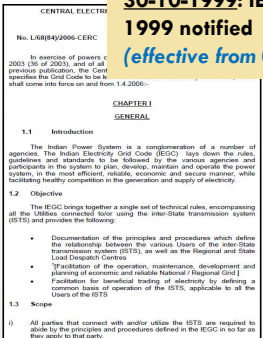 CENTRAL ELECTRI
30-10-1999: IE
1999 notified
(effective from
No. L/68(84)/2006-CERC
In exercise of powers
2003 (36 of 2003), and of all
previous publication, the Cent
specifies the Grid Code to be
shall come into force on and from 1.4.2006:-
CHAPTER I
GENERAL
1.1 Introduction
The Indian Power System is a conglomeration of a number of
agencies. The Indian Electricity Grid Code (IEGC) lays down the rules,
guidelines and standards to be followed by the various agencies and
participants in the system to plan, develop, maintain and operate the power
system, in the most efficient, reliable, economic and secure manner, while
facilitating healthy competition in the generation and supply of electricity.
1.2 Objective
The IEGC brings together a single set of technical rules, encompassing
all the Utilities connected to/or using the inter-State transmission system
(ISTS) and provides the following:
• Documentation of the principles and procedures which define
the relationship between the various Users of the inter-State
transmission system (ISTS), as well as the Regional and State
Load Despatch Centres
• [Facilitation of the operation, maintenance, development and
planning of economic and reliable National / Regional Grid ]
• Facilitation for beneficial trading of electricity by defining a
common basis of operation of the ISTS, applicable to all the
Users of the ISTS
1.3 Scope
i) All parties that connect with and/or utilize the ISTS are required to
abide by the principles and procedures defined in the IEGC in so far as
they apply to that party.